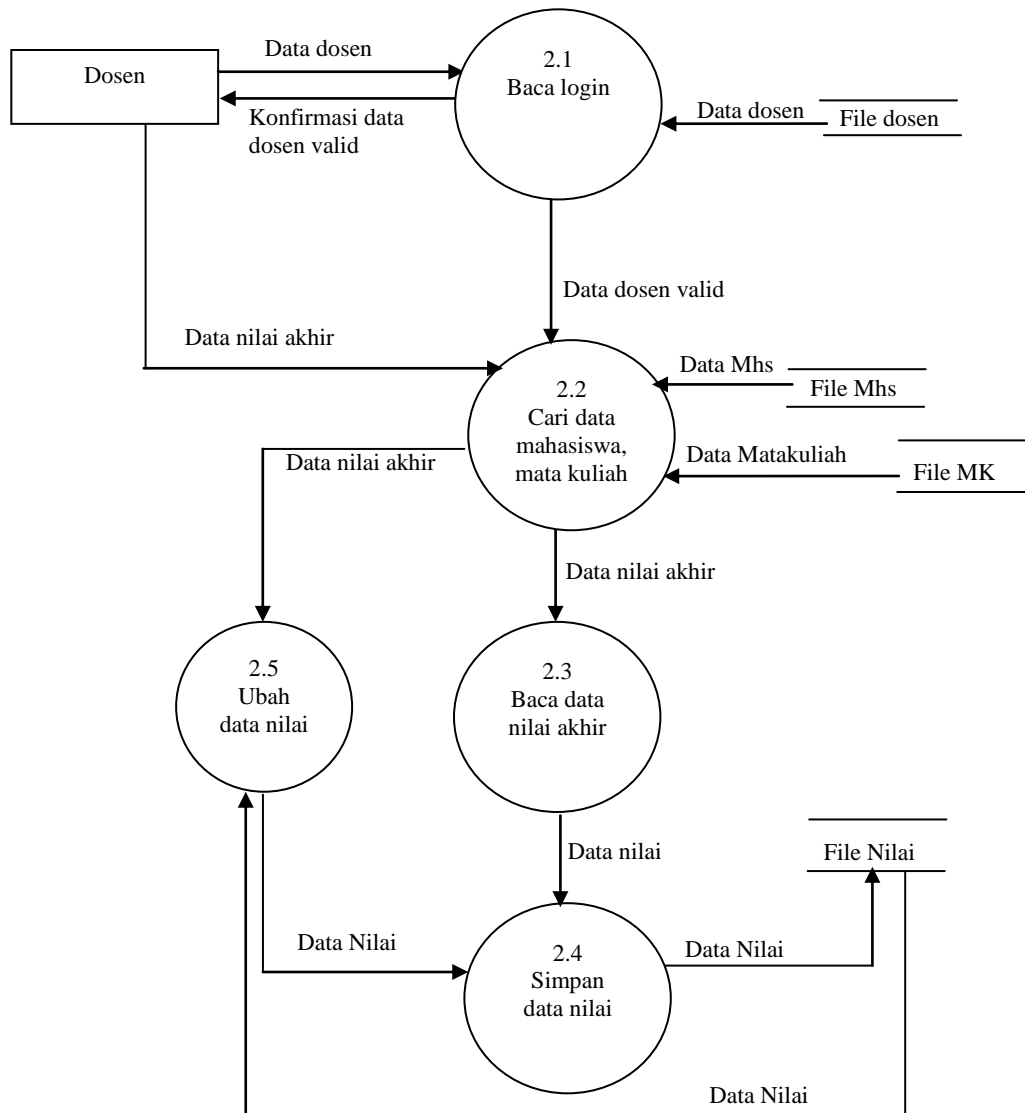 2.1
Baca login
Data dosen
Dosen
Konfirmasi data
dosen valid
Data dosen
File dosen
Data dosen valid
Data nilai akhir
2.2
Cari data
mahasiswa,
mata kuliah
Data Mhs
File Mhs
Data Matakuliah
File MK
Data nilai akhir
Data nilai akhir
2.5
Ubah
data nilai
2.3
Baca data
nilai akhir
Data nilai
File Nilai
Data Nilai
2.4
Simpan
data nilai
Data Nilai
Data Nilai